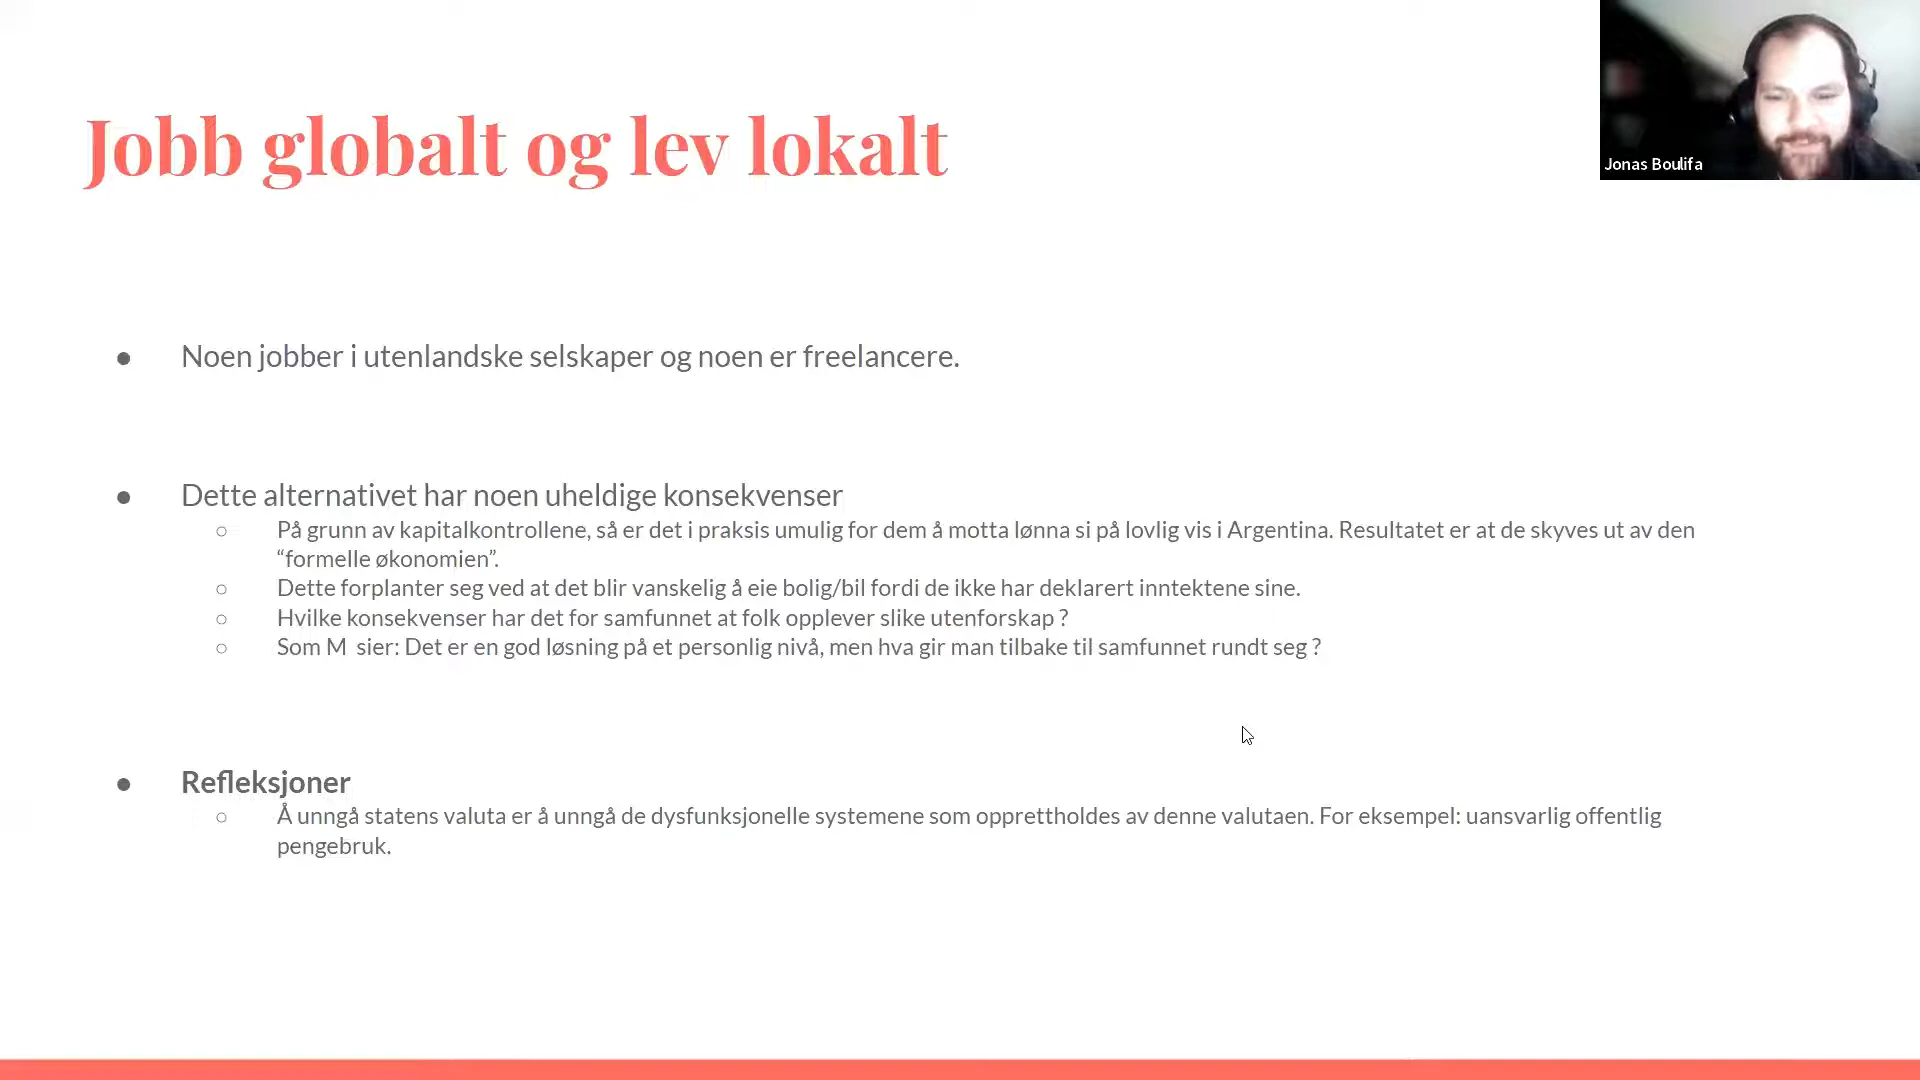 Jobb globalt og lev lokalt
Jonas Boulifa
● Noen jobber i utenlandske selskaper og noen er freelancere.
● Dette alternativet har noen uheldige konsekvenser
○ På grunn av kapitalkontrollene, så er det i praksis umulig for dem å motta lønna si på lovlig vis i Argentina. Resultatet er at de skyves ut av den
“formelle økonomien”.
○ Dette forplanter seg ved at det blir vanskelig å eie bolig/bil fordi de ikke har deklarert inntektene sine.
○ Hvilke konsekvenser har det for samfunnet at folk opplever slike utenforskap ?
○ Som M  sier: Det er en god løsning på et personlig nivå, men hva gir man tilbake til samfunnet rundt seg ?
● Refleksjoner
○ Å unngå statens valuta er å unngå de dysfunksjonelle systemene som opprettholdes av denne valutaen. For eksempel: uansvarlig offentlig
pengebruk.